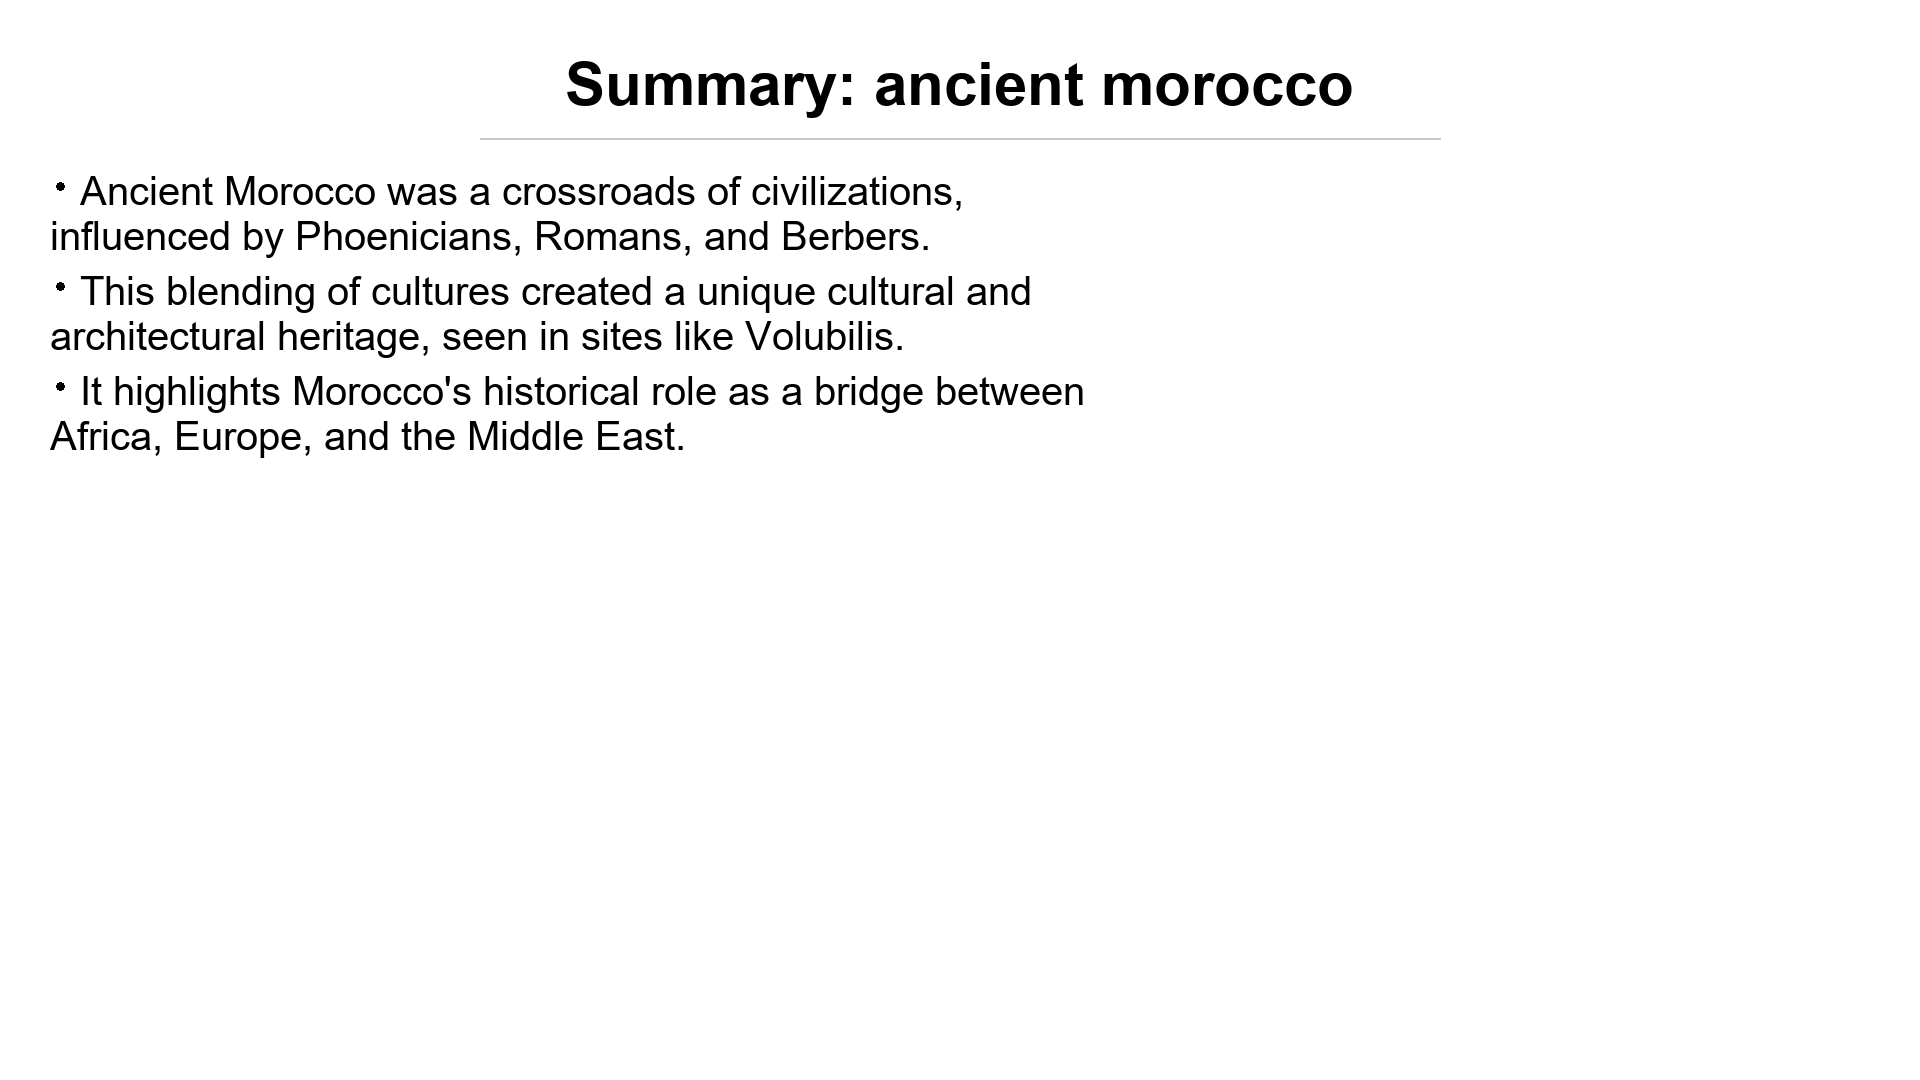 Summary: ancient morocco
• Ancient Morocco was a crossroads of civilizations,
influenced by Phoenicians, Romans, and Berbers.
• This blending of cultures created a unique cultural and
architectural heritage, seen in sites like Volubilis.
• It highlights Morocco's historical role as a bridge between
Africa, Europe, and the Middle East.